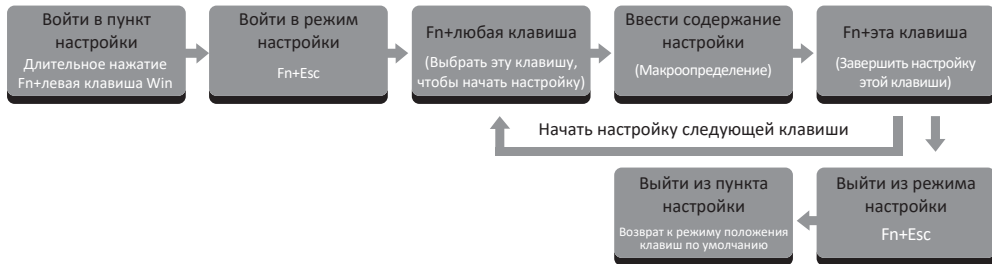 Войти в пункт
настройки
Длительное нажатие
Fn+левая клавиша Win
Войти в режим
настройки
Fn+Esc
Fn+любая клавиша
(Выбрать эту клавишу,
чтобы начать настройку)
Ввести содержание
настройки
(Макроопределение)
Fn+эта клавиша
(Завершить настройку
этой клавиши)
Начать настройку следующей клавиши
Выйти из режима
настройки
Fn+Esc
Выйти из пункта
настройки
Возврат к режиму положения
клавиш по умолчанию